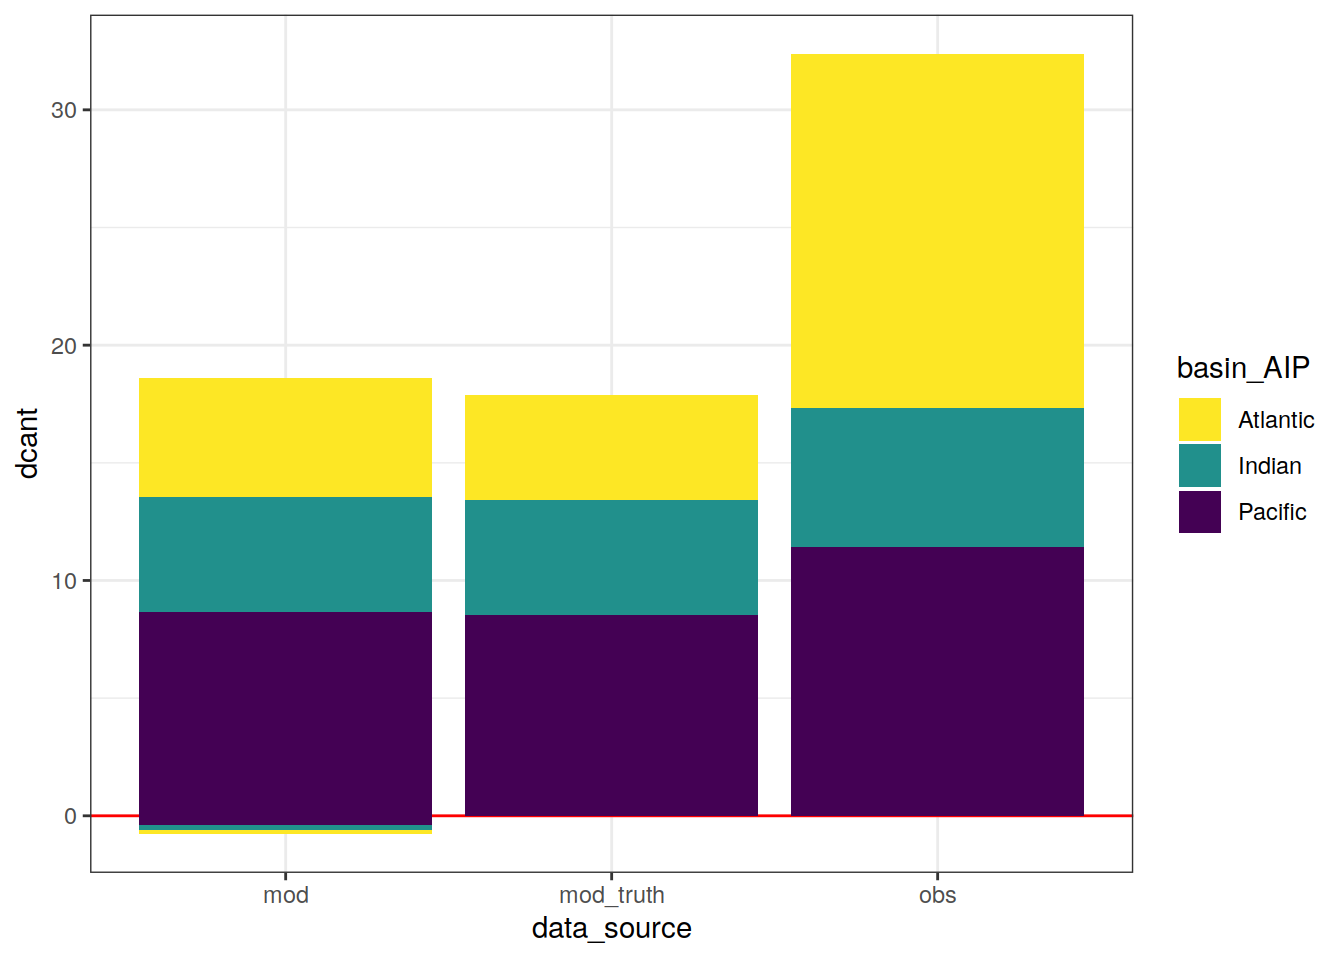 30
20
10
0
dcant
mod
mod_truth
obs
data_source
basin_AIP
Atlantic
Indian
Pacific